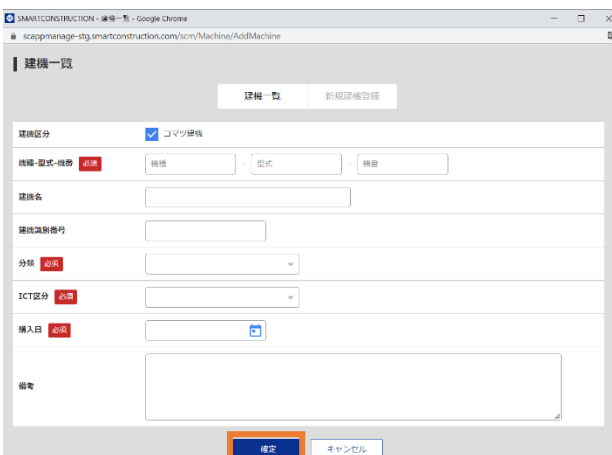 SMARTCONSTRUCTION - 建機一覧 - Google Chrome
scappmanage-stg.smartconstruction.com/scm/Machine/AddMachine
建機一覧
建機一覧 新規建機登録
建機区分 コマツ建機
機種-型式-機番 必須 機種 - 型式 - 機番
建機名
建機識別番号
分類 必須
ICT区分 必須
購入日 必須
備考
確定 キャンセル